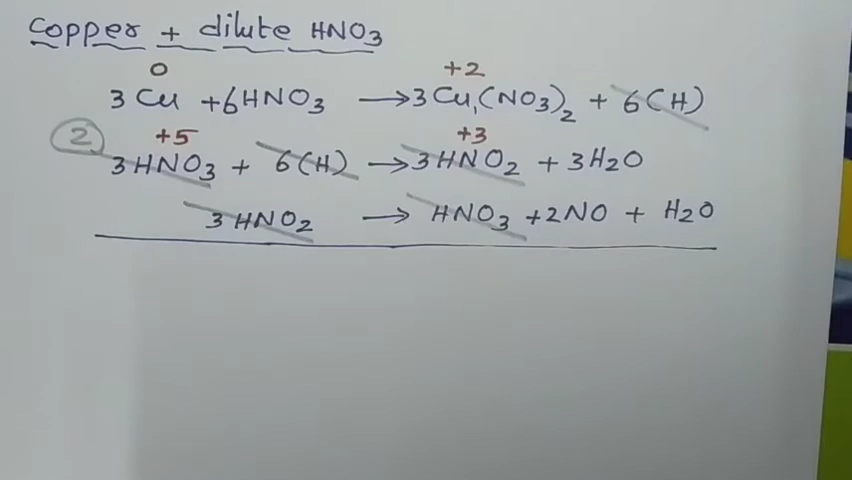 Copper + dilute HNO3
0 +2
3 Cu + 6HNO3 → 3 Cu1(NO3)2 + 6(H)
2 +5 +3
3HNO3 + 6(H) → 3HNO2 + 3H2O
3HNO2 → HNO3 + 2NO + H2O